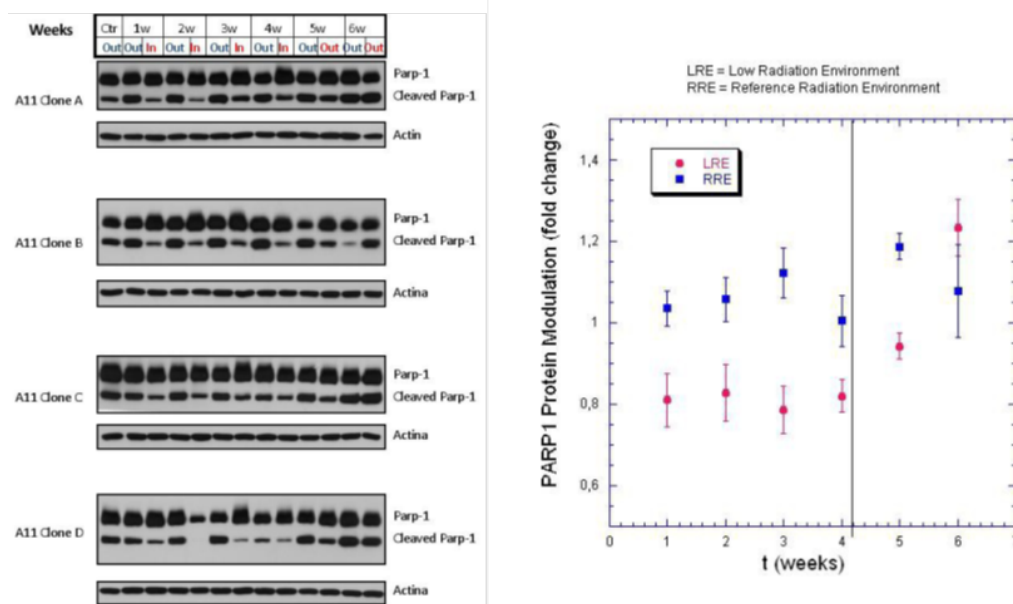 Weeks Ctr 1w 2w 3w 4w 5w 6w
Out Out In Out In Out In Out In Out Out Out Out
Parp-1
A11 Clone A Cleaved Parp-1
Actin
Parp-1
A11 Clone B Cleaved Parp-1
Actina
Parp-1
A11 Clone C Cleaved Parp-1
Actina
Parp-1
A11 Clone D Cleaved Parp-1
Actina
LRE = Low Radiation Environment
RRE = Reference Radiation Environment
LRE
RRE
PARP1 Protein Modulation (fold change)
1,4
1,2
1
0,8
0,6
0 1 2 3 4 5 6 7
t (weeks)